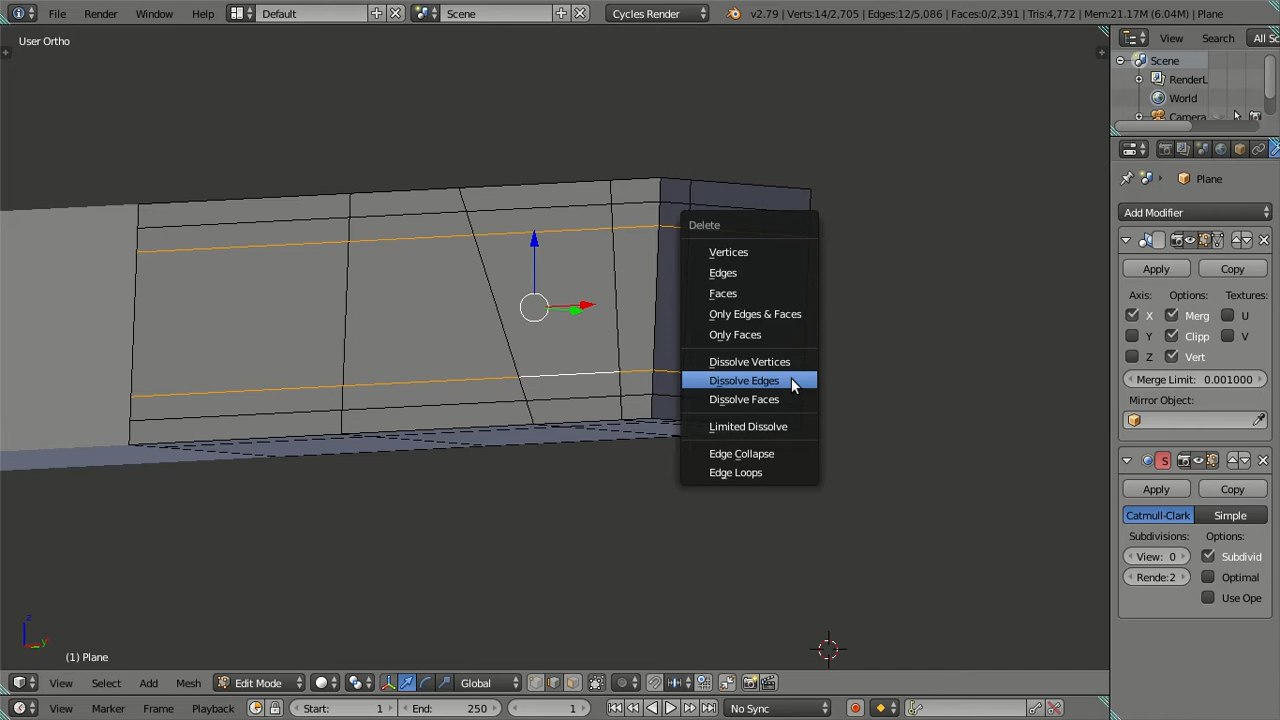 File Render Window Help Default Scene Cycles Render v2.79 | Verts:14/2,705 | Edges:12/5,086 | Faces:0/2,391 | Tris:4,772 | Mem:21.17M (6.04M) | Plane
User Ortho
View Search All Sc
Scene
RenderL
World
Camera
Plane
Add Modifier
Apply Copy
Axis: Options: Textures:
X Merg U
Y Clipp V
Z Vert
Merge Limit: 0.001000
Mirror Object:
S
Apply Copy
Catmull-Clark Simple
Subdivisions: Options:
View: 0 Subdivid
Rende:2 Optimal
Use Ope
Delete
Vertices
Edges
Faces
Only Edges & Faces
Only Faces
Dissolve Vertices
Dissolve Edges
Dissolve Faces
Limited Dissolve
Edge Collapse
Edge Loops
z
y
(1) Plane
View Select Add Mesh Edit Mode Global
View Marker Frame Playback Start: 1 End: 250 1 No Sync